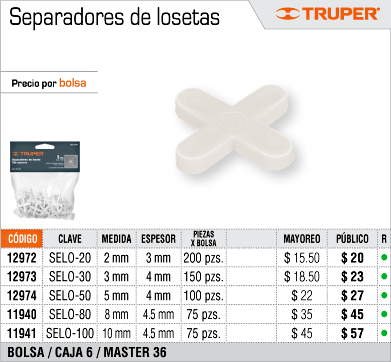 Separadores de losetas
TRUPER®
Precio por bolsa
TRUPER
CÓDIGO CLAVE MEDIDA ESPESOR PIEZAS X BOLSA MAYOREO PÚBLICO R
12972 SELO-20 2 mm 3 mm 200 pzs. $ 15.50 $ 20
12973 SELO-30 3 mm 4 mm 150 pzs. $ 18.50 $ 23
12974 SELO-50 5 mm 4 mm 100 pzs. $ 22 $ 27
11940 SELO-80 8 mm 4.5 mm 75 pzs. $ 35 $ 45
11941 SELO-100 10 mm 4.5 mm 75 pzs. $ 45 $ 57
BOLSA / CAJA 6 / MASTER 36